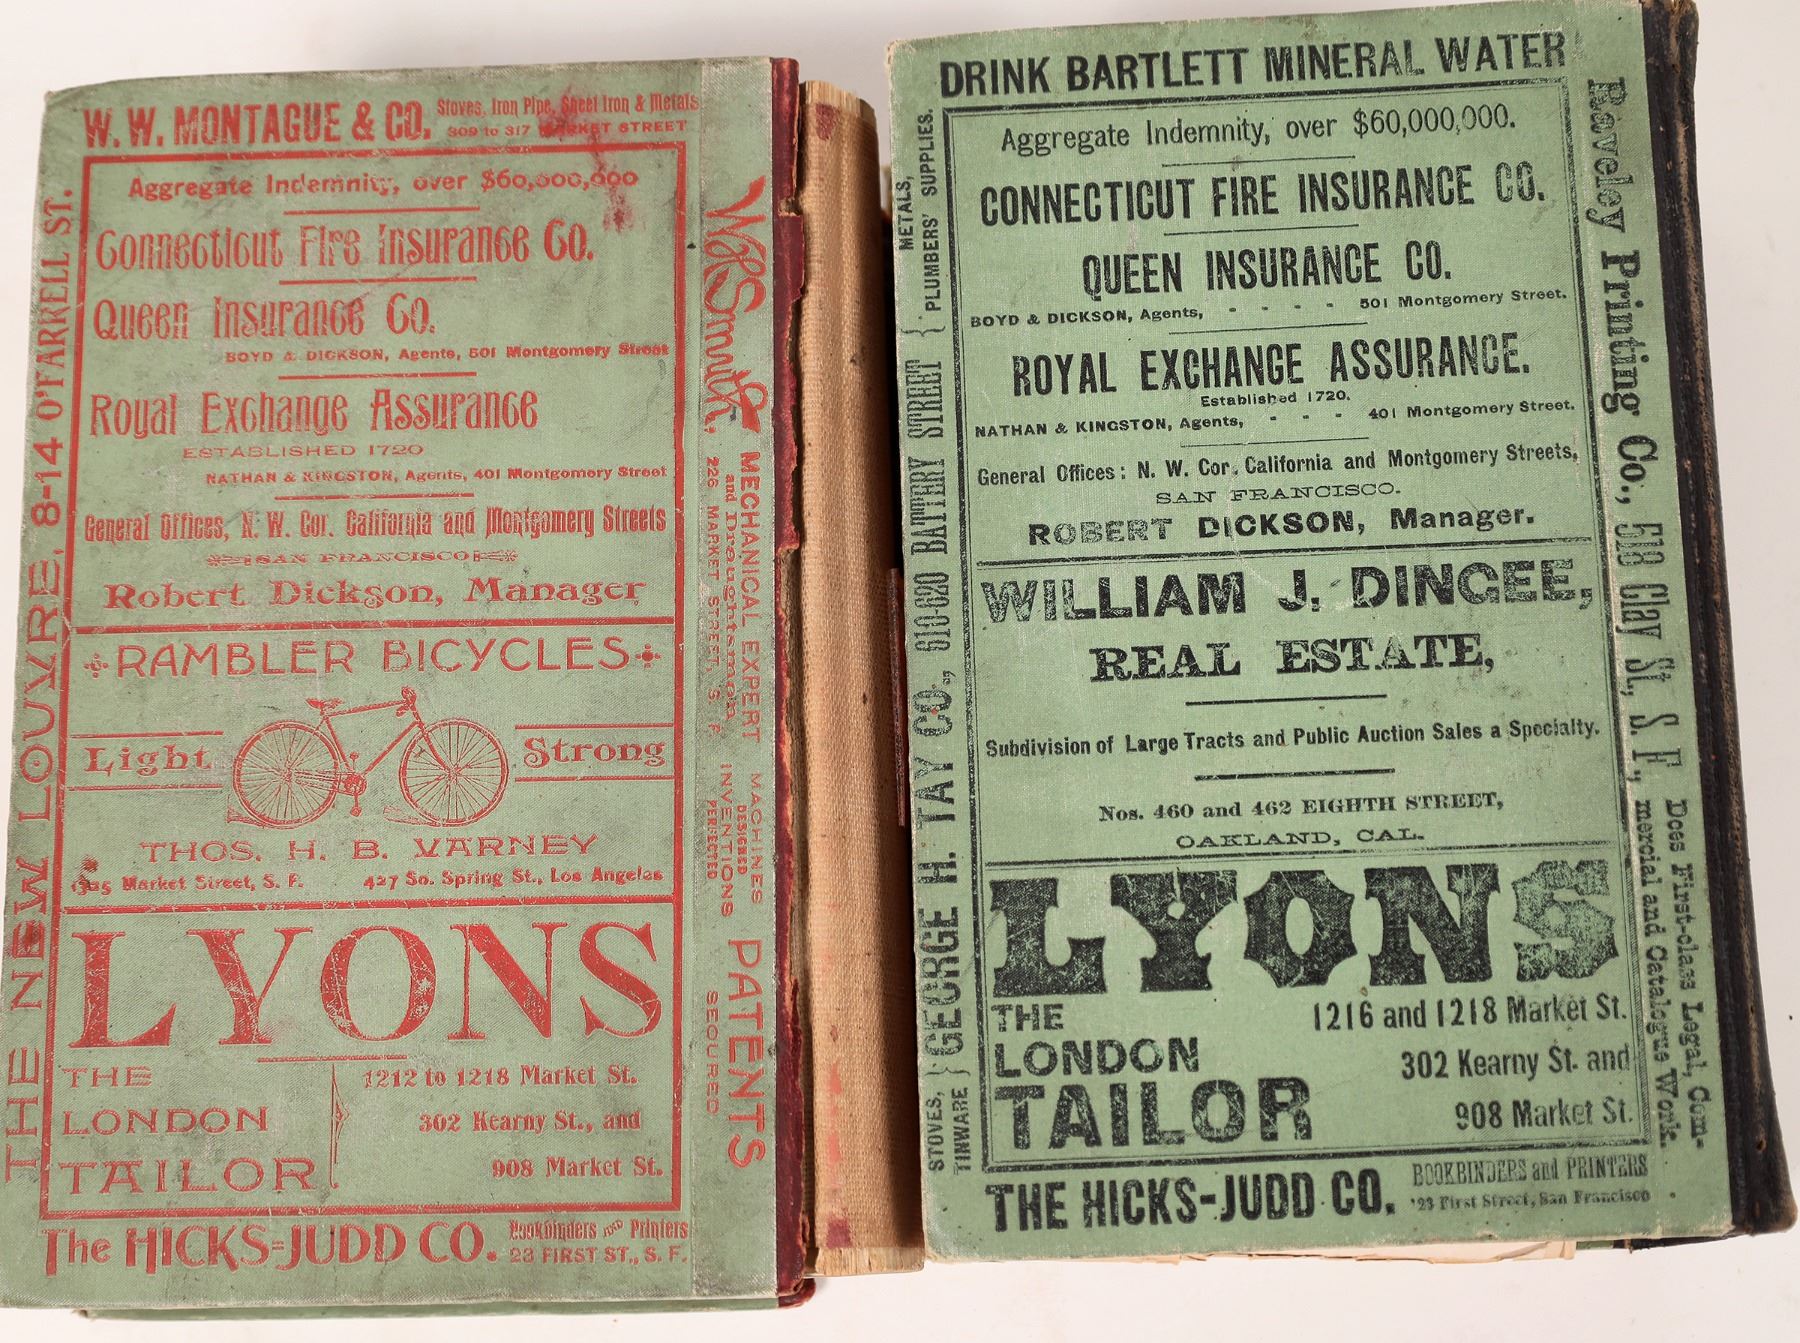 W. W. MONTAGUE & CO. Stoves, Iron Pipe, Sheet Iron & Metals
309 to 317 MARKET STREET
Aggregate Indemnity, over $60,000,000
Connecticut Fire Insurance Co.
Queen Insurance Co.
BOYD & DICKSON, Agents, 501 Montgomery Street
Royal Exchange Assurance
ESTABLISHED 1720
NATHAN & KINGSTON, Agents, 401 Montgomery Street
General Offices, N. W. Cor. California and Montgomery Streets
SAN FRANCISCO
Robert Dickson, Manager
RAMBLER BICYCLES
Light Strong
THOS. H. B. VARNEY
Market Street, S. F. 427 So. Spring St., Los Angeles
LYONS
THE
LONDON
TAILOR
1212 to 1218 Market St.
302 Kearny St., and
908 Market St.
The HICKS-JUDD CO. Bookbinders AND Printers
23 FIRST ST., S. F.
THE NEW LOUVRE, 8-14 O'FARRELL ST.
Wm. Smith,
226 MARKET STREET, S. F.
MECHANICAL EXPERT
and Draughtsman
MACHINES DESIGNED
INVENTIONS PERFECTED
PATENTS SECURED
DRINK BARTLETT MINERAL WATER
Aggregate Indemnity, over $60,000,000.
CONNECTICUT FIRE INSURANCE CO.
QUEEN INSURANCE CO.
BOYD & DICKSON, Agents, - - - - 501 Montgomery Street.
ROYAL EXCHANGE ASSURANCE.
Established 1720.
NATHAN & KINGSTON, Agents, - - - 401 Montgomery Street.
General Offices: N. W. Cor. California and Montgomery Streets,
SAN FRANCISCO.
ROBERT DICKSON, Manager.
WILLIAM J. DINGEE,
REAL ESTATE,
Subdivision of Large Tracts and Public Auction Sales a Specialty.
Nos. 460 and 462 EIGHTH STREET,
OAKLAND, CAL.
LYONS
THE
LONDON
TAILOR
1216 and 1218 Market St.
302 Kearny St. and
908 Market St.
THE HICKS-JUDD CO. BOOKBINDERS and PRINTERS
23 First Street, San Francisco
STOVES,
TINWARE } GEORGE H. TAY CO., 610-620 BATTERY STREET { METALS,
PLUMBERS' SUPPLIES.
Raveley Printing Co., 518 Clay St., S. F.,
Does First-class Legal, Com-
mercial and Catalogue Work.